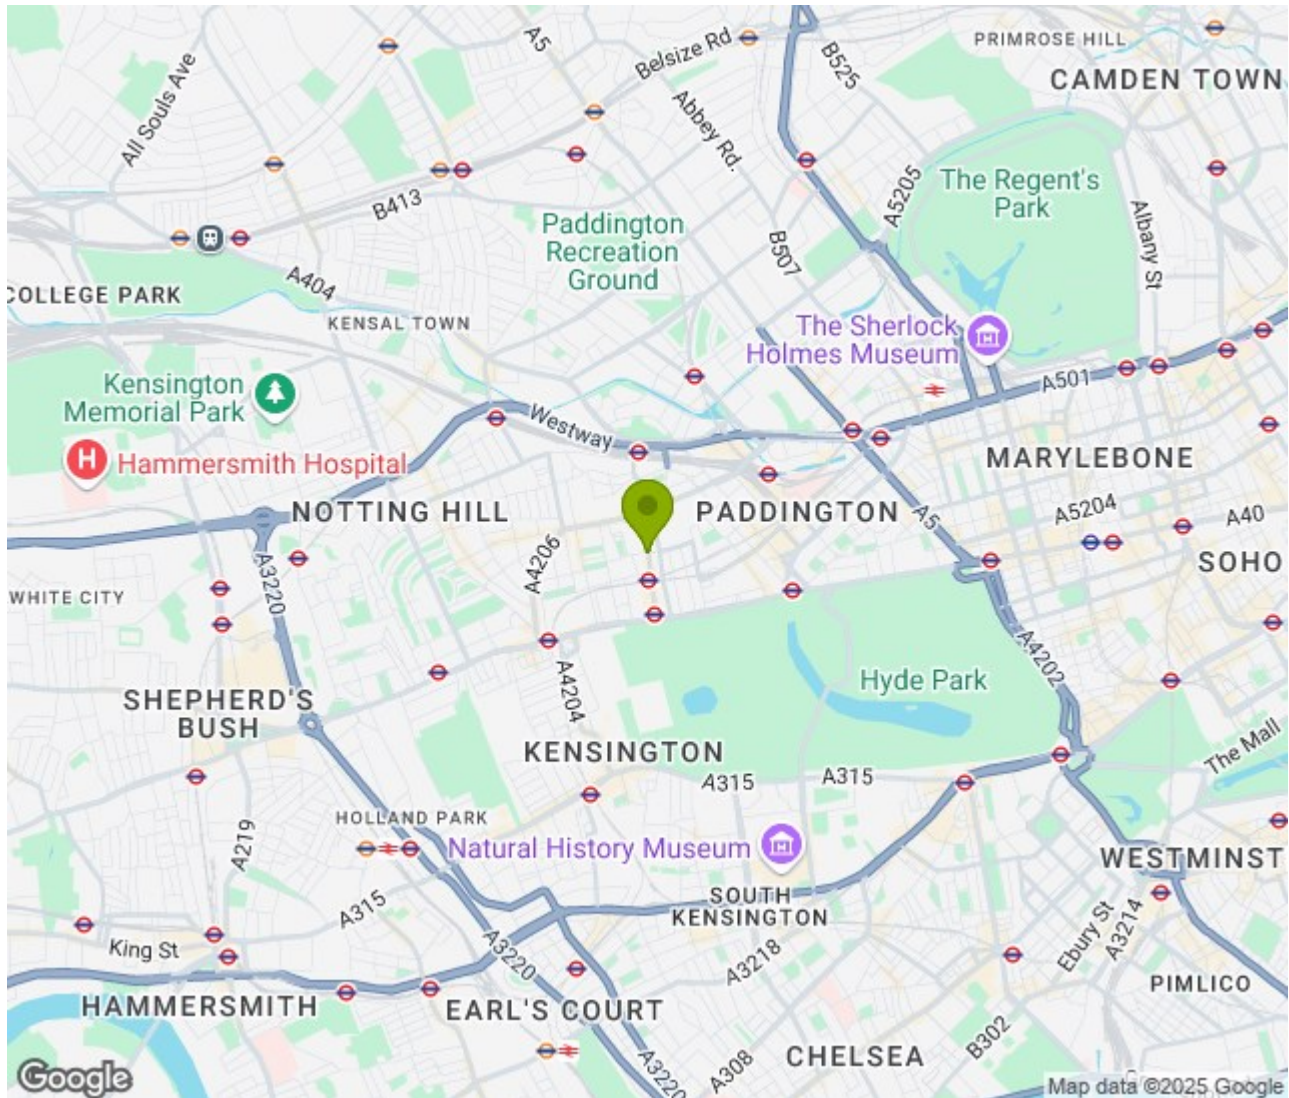 PRIMROSE HILL
CAMDEN TOWN
A5
Belsize Rd
B525
All Souls Ave
Abbey Rd.
A5205
The Regent's
Park
Albany St
B413
Paddington
Recreation
Ground
B507
A404
COLLEGE PARK
KENSAL TOWN
The Sherlock
Holmes Museum
A501
Kensington
Memorial Park
Westway
H
Hammersmith Hospital
MARYLEBONE
NOTTING HILL
PADDINGTON
A5
A5204
A40
A4206
SOHO
A3220
WHITE CITY
A4202
Hyde Park
A4204
SHEPHERD'S
BUSH
KENSINGTON
The Mall
A315
A315
HOLLAND PARK
A219
Natural History Museum
WESTMINST
SOUTH
KENSINGTON
A315
King St
A3220
A3218
Ebury St
A3214
PIMLICO
HAMMERSMITH
EARL'S COURT
B302
CHELSEA
A308
A3220
Google
Map data ©2025 Google